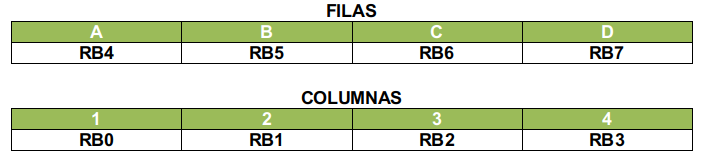 FILAS
A B C D
RB4 RB5 RB6 RB7
COLUMNAS
1 2 3 4
RB0 RB1 RB2 RB3